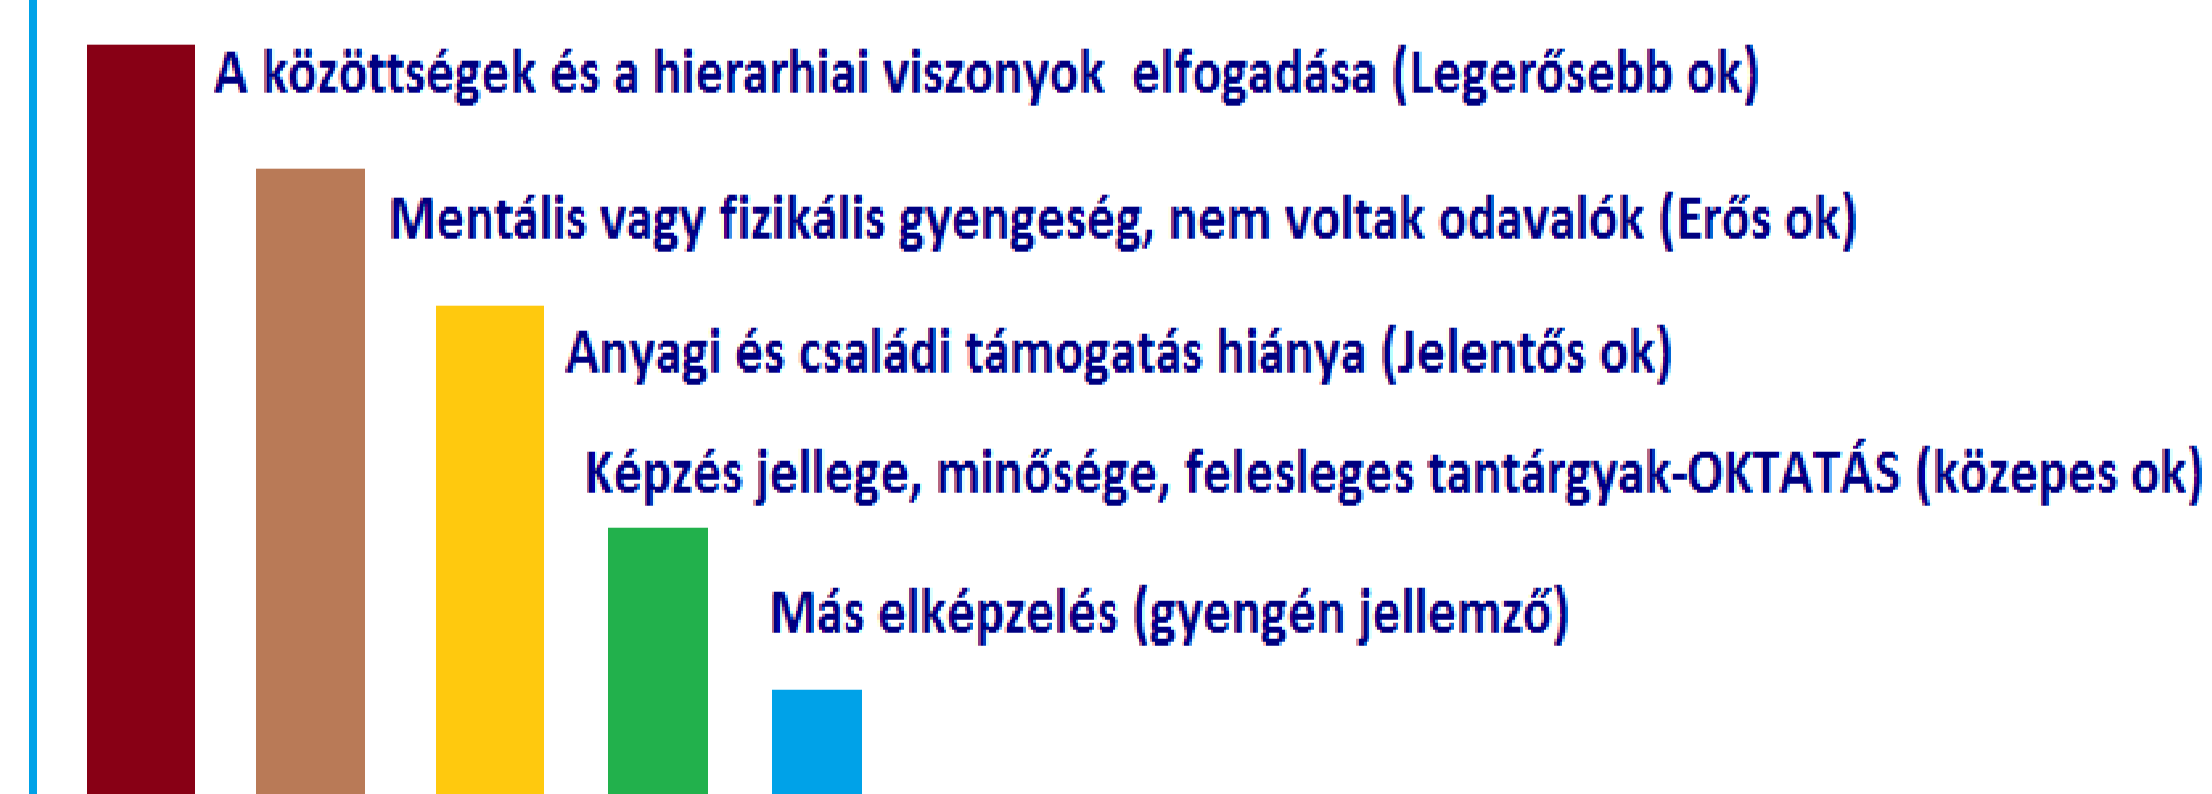 A közöttségek és a hierarhiai viszonyok elfogadása (Legerősebb ok)
Mentális vagy fizikális gyengeség, nem voltak odavalók (Erős ok)
Anyagi és családi támogatás hiánya (Jelentős ok)
Képzés jellege, minősége, felesleges tantárgyak-OKTATÁS (közepes ok)
Más elképzelés (gyengén jellemző)